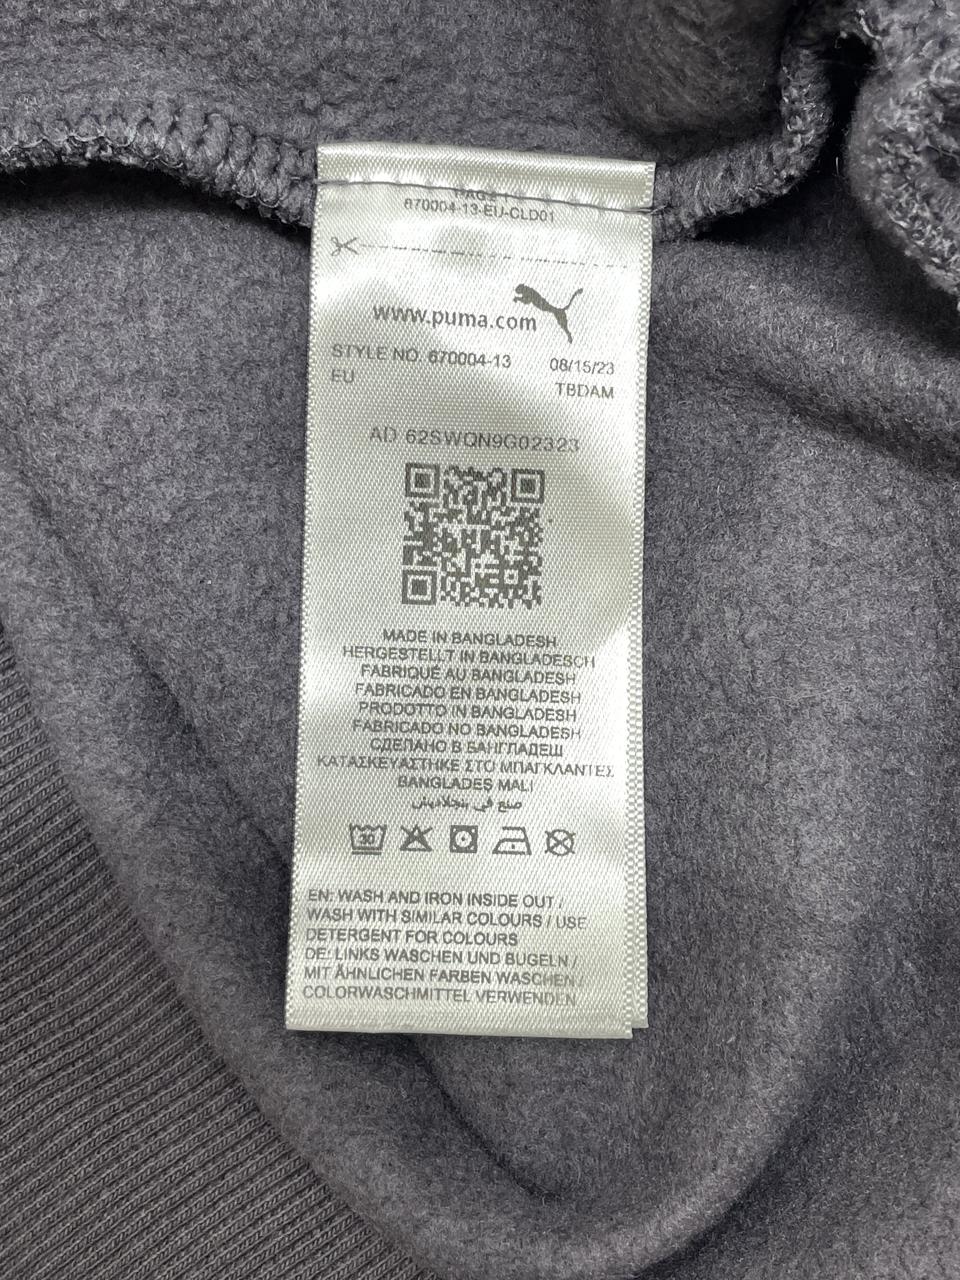 670004-13-EU-CLD01
www.puma.com
STYLE NO. 670004-13 08/15/23
EU TBDAM
AD 62SWQN9G02323
MADE IN BANGLADESH
HERGESTELLT IN BANGLADESCH
FABRIQUÉ AU BANGLADESH
FABRICADO EN BANGLADESH
PRODOTTO IN BANGLADESH
FABRICADO NO BANGLADESH
СДЕЛАНО В БАНГЛАДЕШ
ΚΑΤΑΣΚΕΥΑΣΤΗΚΕ ΣΤΟ ΜΠΑΓΚΛΑΝΤΕΣ
BANGLADEŞ MALI
صنع في بنجلاديش
30
EN: WASH AND IRON INSIDE OUT /
WASH WITH SIMILAR COLOURS / USE
DETERGENT FOR COLOURS
DE: LINKS WASCHEN UND BÜGELN /
MIT ÄHNLICHEN FARBEN WASCHEN /
COLORWASCHMITTEL VERWENDEN